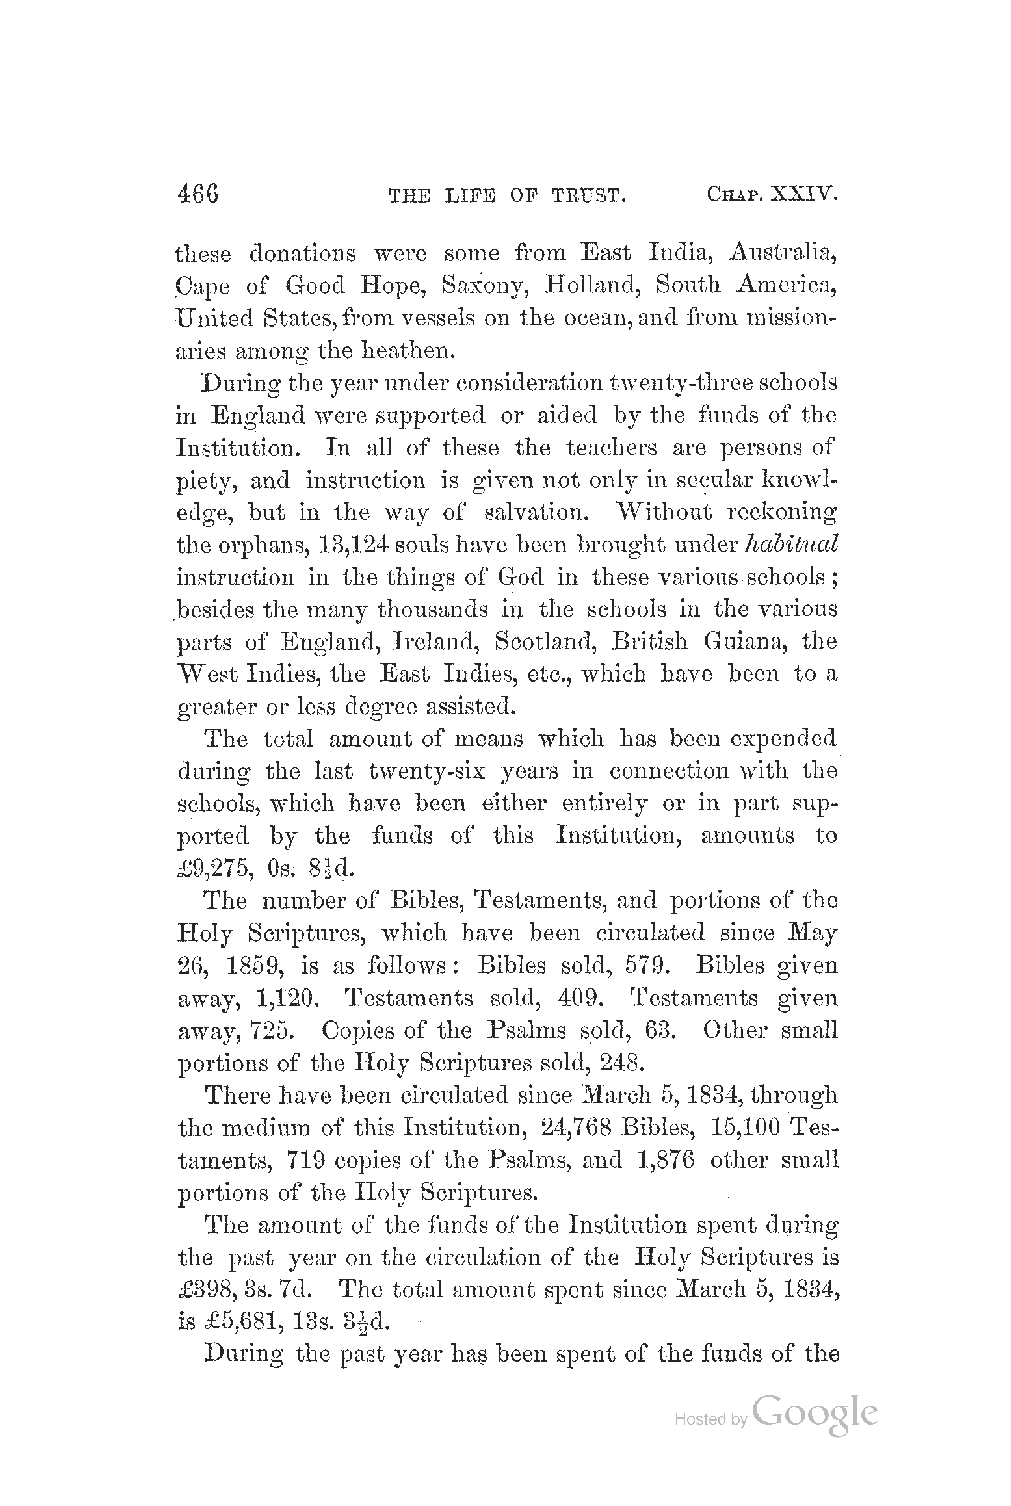 466 THE LIFE OF TRUST. CHAP. XXIV.
these donations were some from East India, Australia,
Cape of Good Hope, Saxony, Holland, South America,
United States, from vessels on the ocean, and from mission-
aries among the heathen.
During the year under consideration twenty-three schools
in England were supported or aided by the funds of the
Institution. In all of these the teachers are persons of
piety, and instruction is given not only in secular knowl-
edge, but in the way of salvation. Without reckoning
the orphans, 13,124 souls have been brought under habitual
instruction in the things of God in these various schools;
besides the many thousands in the schools in the various
parts of England, Ireland, Scotland, British Guiana, the
West Indies, the East Indies, etc., which have been to a
greater or less degree assisted.
The total amount of means which has been expended
during the last twenty-six years in connection with the
schools, which have been either entirely or in part sup-
ported by the funds of this Institution, amounts to
£9,275, 0s. 8½d.
The number of Bibles, Testaments, and portions of the
Holy Scriptures, which have been circulated since May
26, 1859, is as follows: Bibles sold, 579. Bibles given
away, 1,120. Testaments sold, 409. Testaments given
away, 725. Copies of the Psalms sold, 63. Other small
portions of the Holy Scriptures sold, 248.
There have been circulated since March 5, 1834, through
the medium of this Institution, 24,768 Bibles, 15,100 Tes-
taments, 719 copies of the Psalms, and 1,876 other small
portions of the Holy Scriptures.
The amount of the funds of the Institution spent during
the past year on the circulation of the Holy Scriptures is
£398, 3s. 7d. The total amount spent since March 5, 1834,
is £5,681, 13s. 3½d.
During the past year has been spent of the funds of the
Hosted by Google